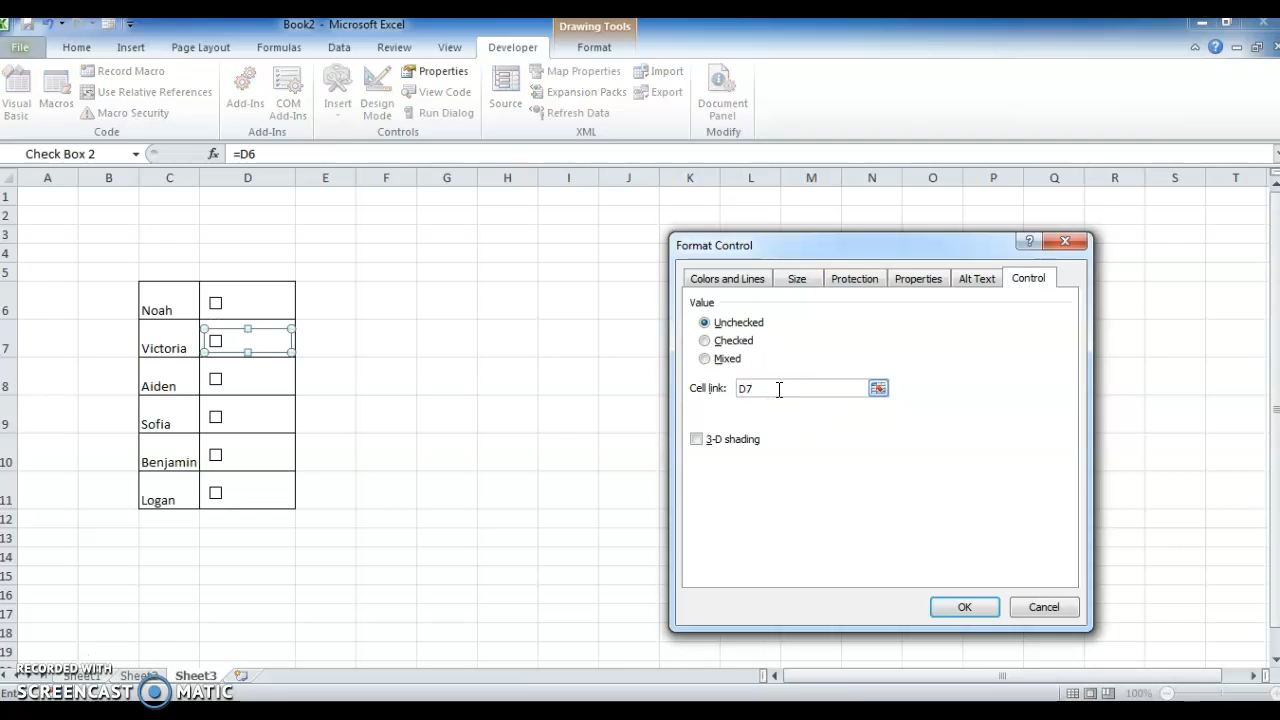 Book2 - Microsoft Excel
Drawing Tools
File Home Insert Page Layout Formulas Data Review View Developer Format
Visual Basic
Macros
Record Macro
Use Relative References
Macro Security
Code
Add-Ins
COM Add-Ins
Add-Ins
Insert
Design Mode
Properties
View Code
Run Dialog
Controls
Source
Map Properties
Expansion Packs
Refresh Data
Import
Export
XML
Document Panel
Modify
Check Box 2 fx =D6
A B C D E F G H I J K L M N O P Q R S T
1
2
3
4
5
6 Noah
7 Victoria
8 Aiden
9 Sofia
10 Benjamin
11 Logan
12
13
14
15
16
17
18
19
Format Control
Colors and Lines Size Protection Properties Alt Text Control
Value
Unchecked
Checked
Mixed
Cell link: D7
3-D shading
OK Cancel
Sheet1 Sheet2 Sheet3
100%
RECORDED WITH
SCREENCAST MATIC